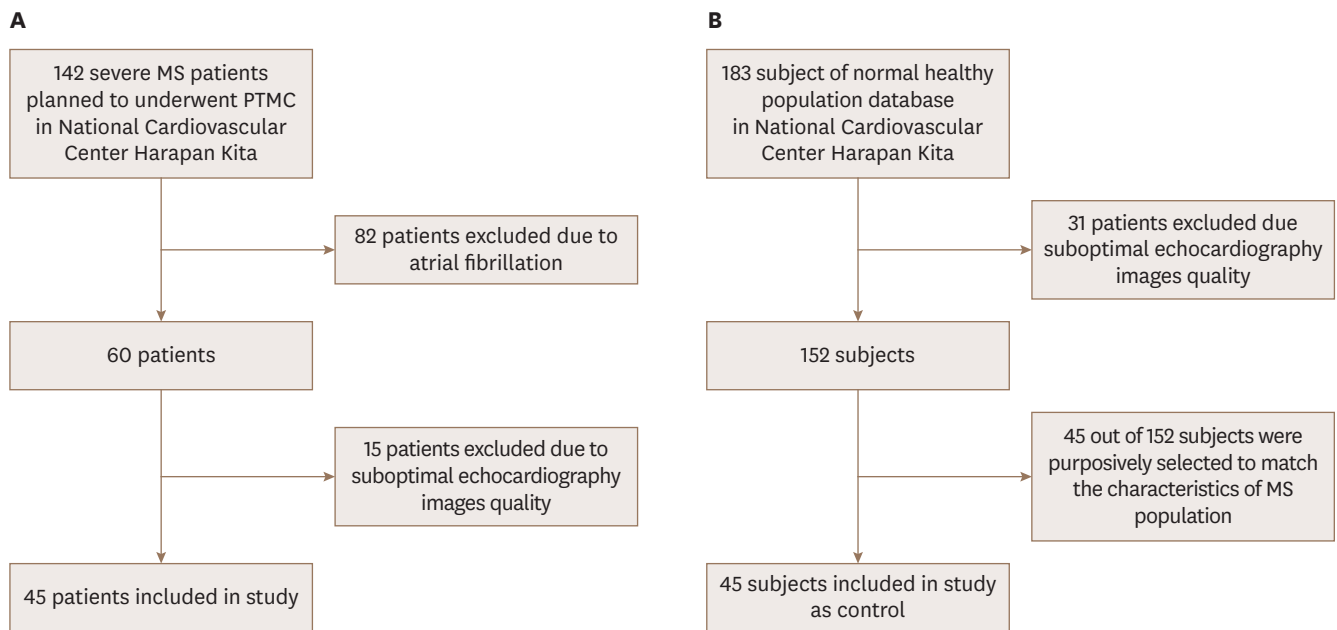 A
142 severe MS patients
planned to underwent PTMC
in National Cardiovascular
Center Harapan Kita
82 patients excluded due to
atrial fibrillation
60 patients
15 patients excluded due to
suboptimal echocardiography
images quality
45 patients included in study
B
183 subject of normal healthy
population database
in National Cardiovascular
Center Harapan Kita
31 patients excluded due
suboptimal echocardiography
images quality
152 subjects
45 out of 152 subjects were
purposively selected to match
the characteristics of MS
population
45 subjects included in study
as control